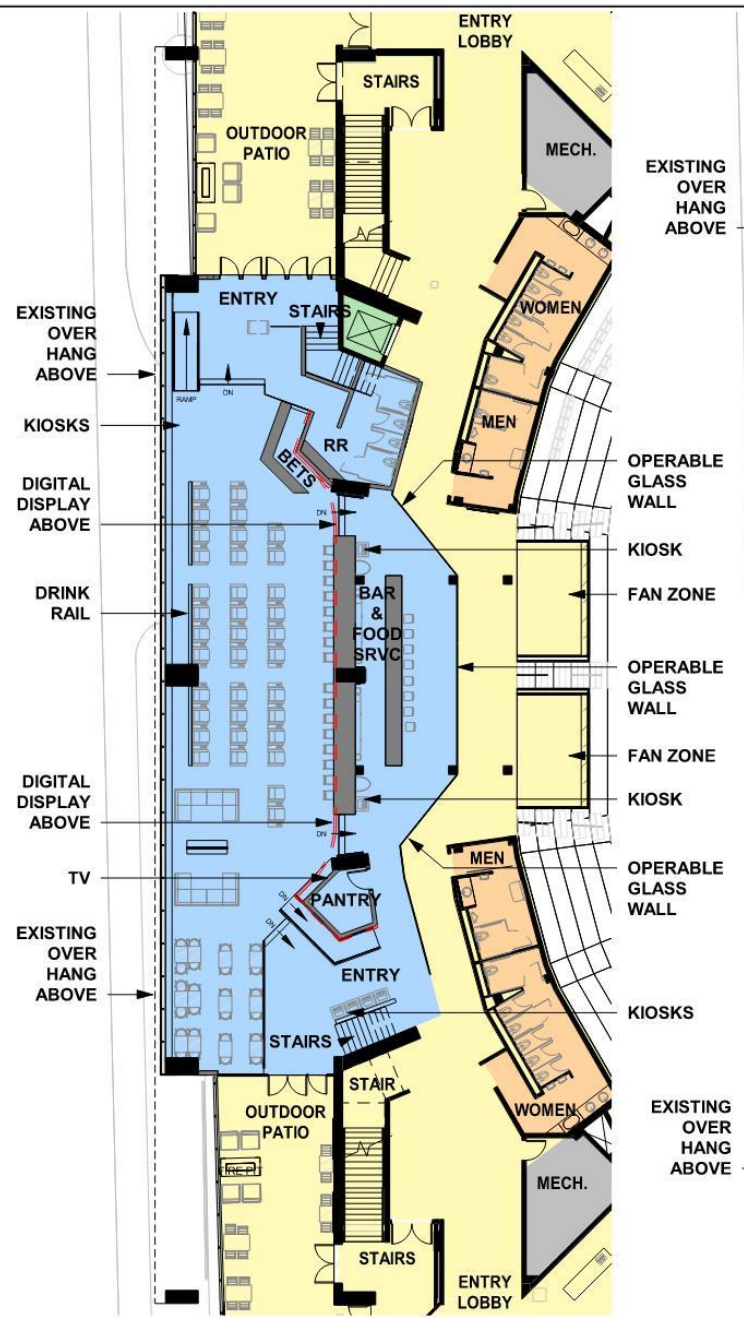 ENTRY
LOBBY
STAIRS
OUTDOOR
PATIO
MECH.
EXISTING
OVER
HANG
ABOVE
ENTRY
STAIRS
WOMEN
EXISTING
OVER
HANG
ABOVE
RAMP
DN
KIOSKS
MEN
RR
BETS
OPERABLE
GLASS
WALL
DIGITAL
DISPLAY
ABOVE
DN
KIOSK
DRINK
RAIL
BAR
&
FOOD
SRVC
FAN ZONE
OPERABLE
GLASS
WALL
FAN ZONE
DIGITAL
DISPLAY
ABOVE
KIOSK
DN
MEN
OPERABLE
GLASS
WALL
TV
PANTRY
DN
DN
EXISTING
OVER
HANG
ABOVE
ENTRY
KIOSKS
STAIRS
STAIR
OUTDOOR
PATIO
WOMEN
EXISTING
OVER
HANG
ABOVE
FIRE PIT
MECH.
STAIRS
ENTRY
LOBBY